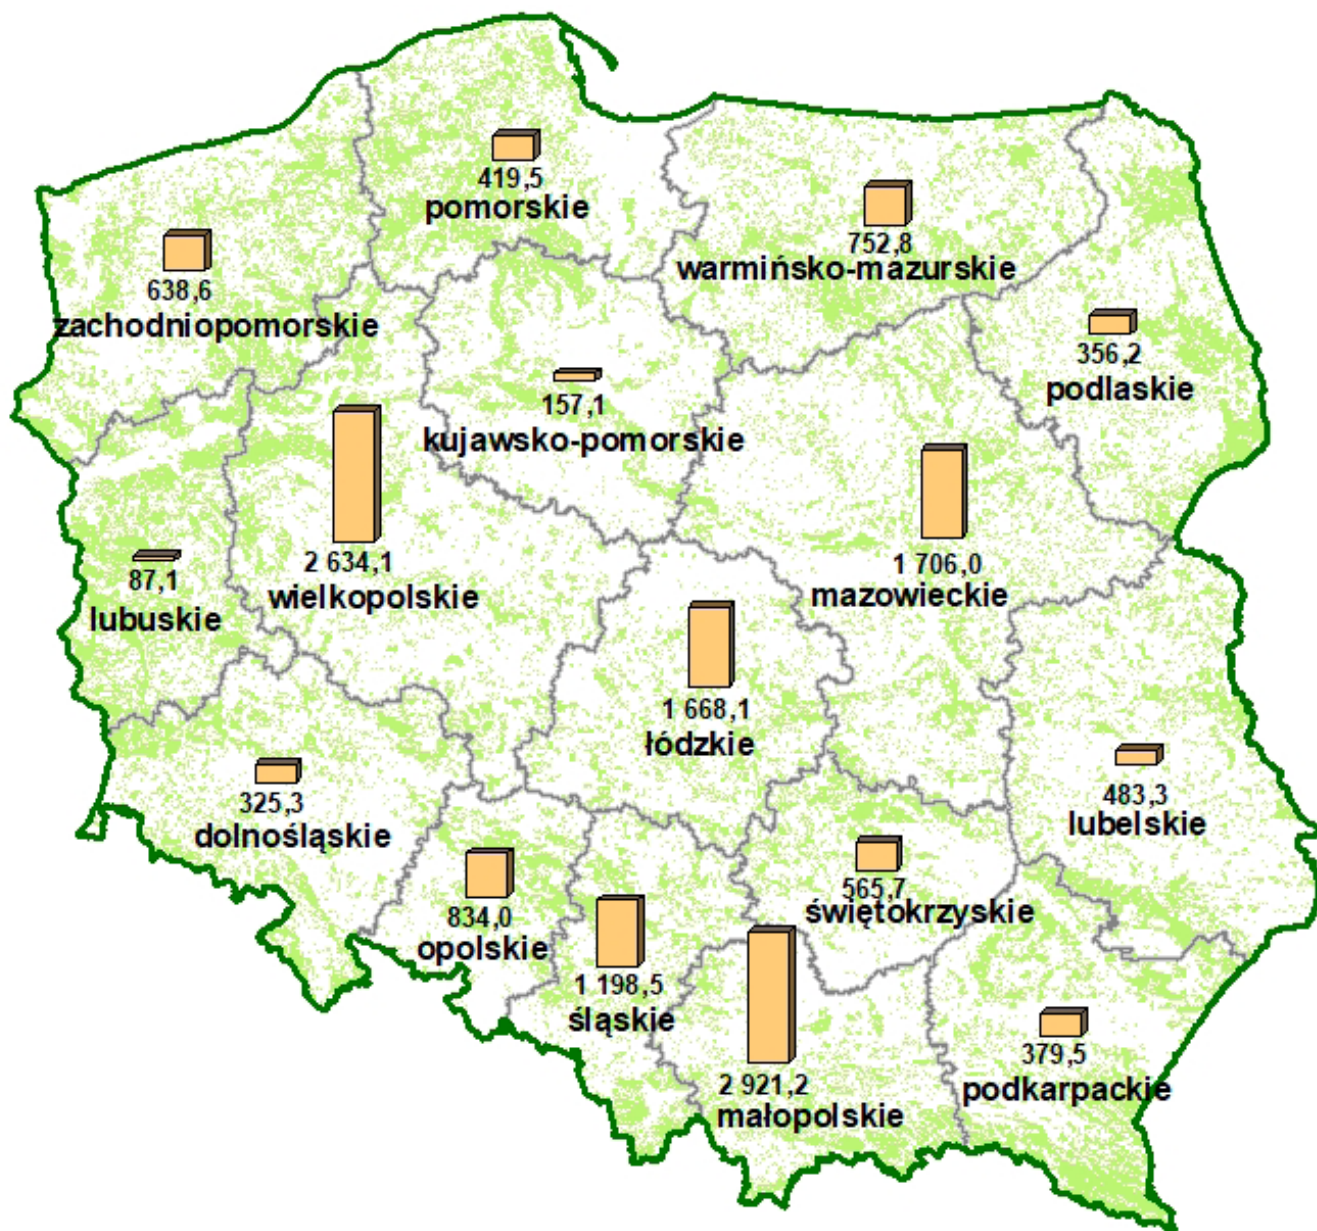 419,5
pomorskie
752,8
warmińsko-mazurskie
638,6
zachodniopomorskie
356,2
podlaskie
157,1
kujawsko-pomorskie
2 634,1
wielkopolskie
1 706,0
mazowieckie
87,1
lubuskie
1 668,1
łódzkie
325,3
dolnośląskie
483,3
lubelskie
834,0
opolskie
565,7
świętokrzyskie
1 198,5
śląskie
2 921,2
małopolskie
379,5
podkarpackie